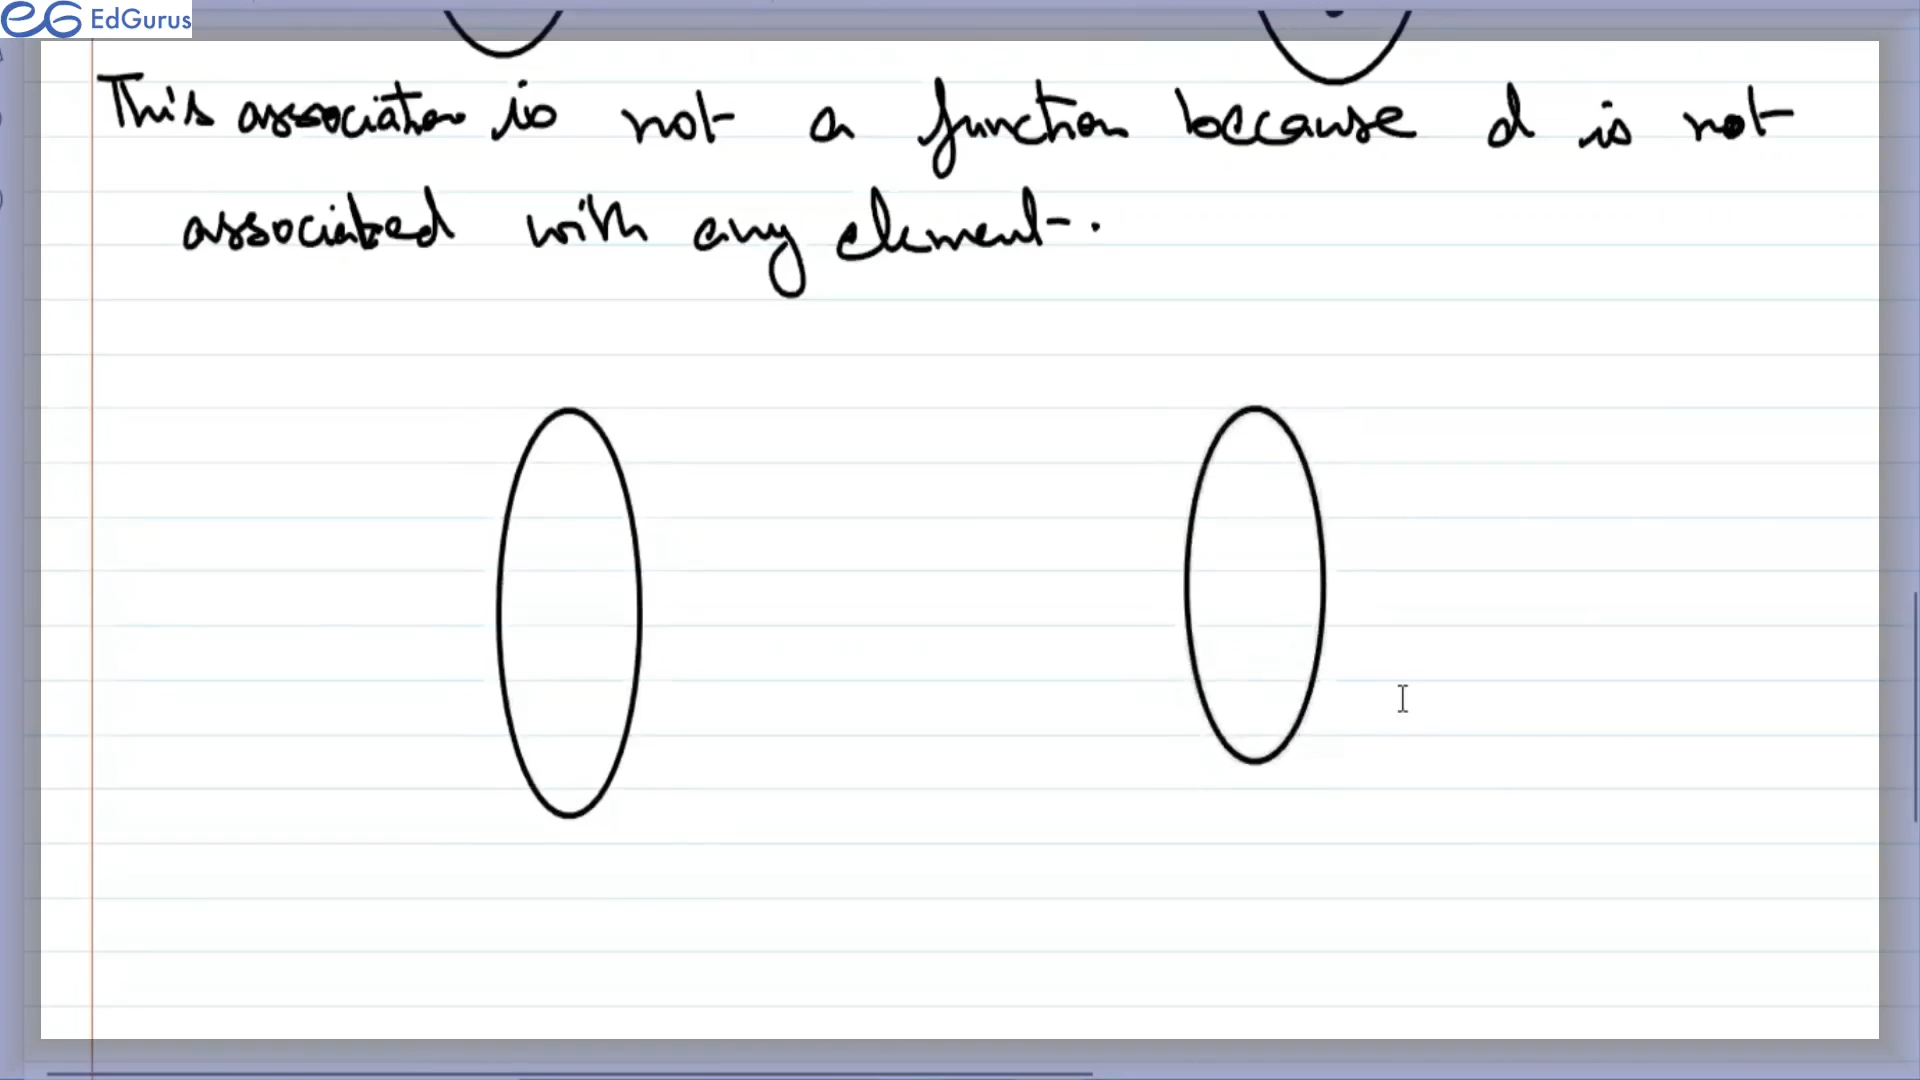 EdGurus
This association is not a function because d is not
associated with any element.